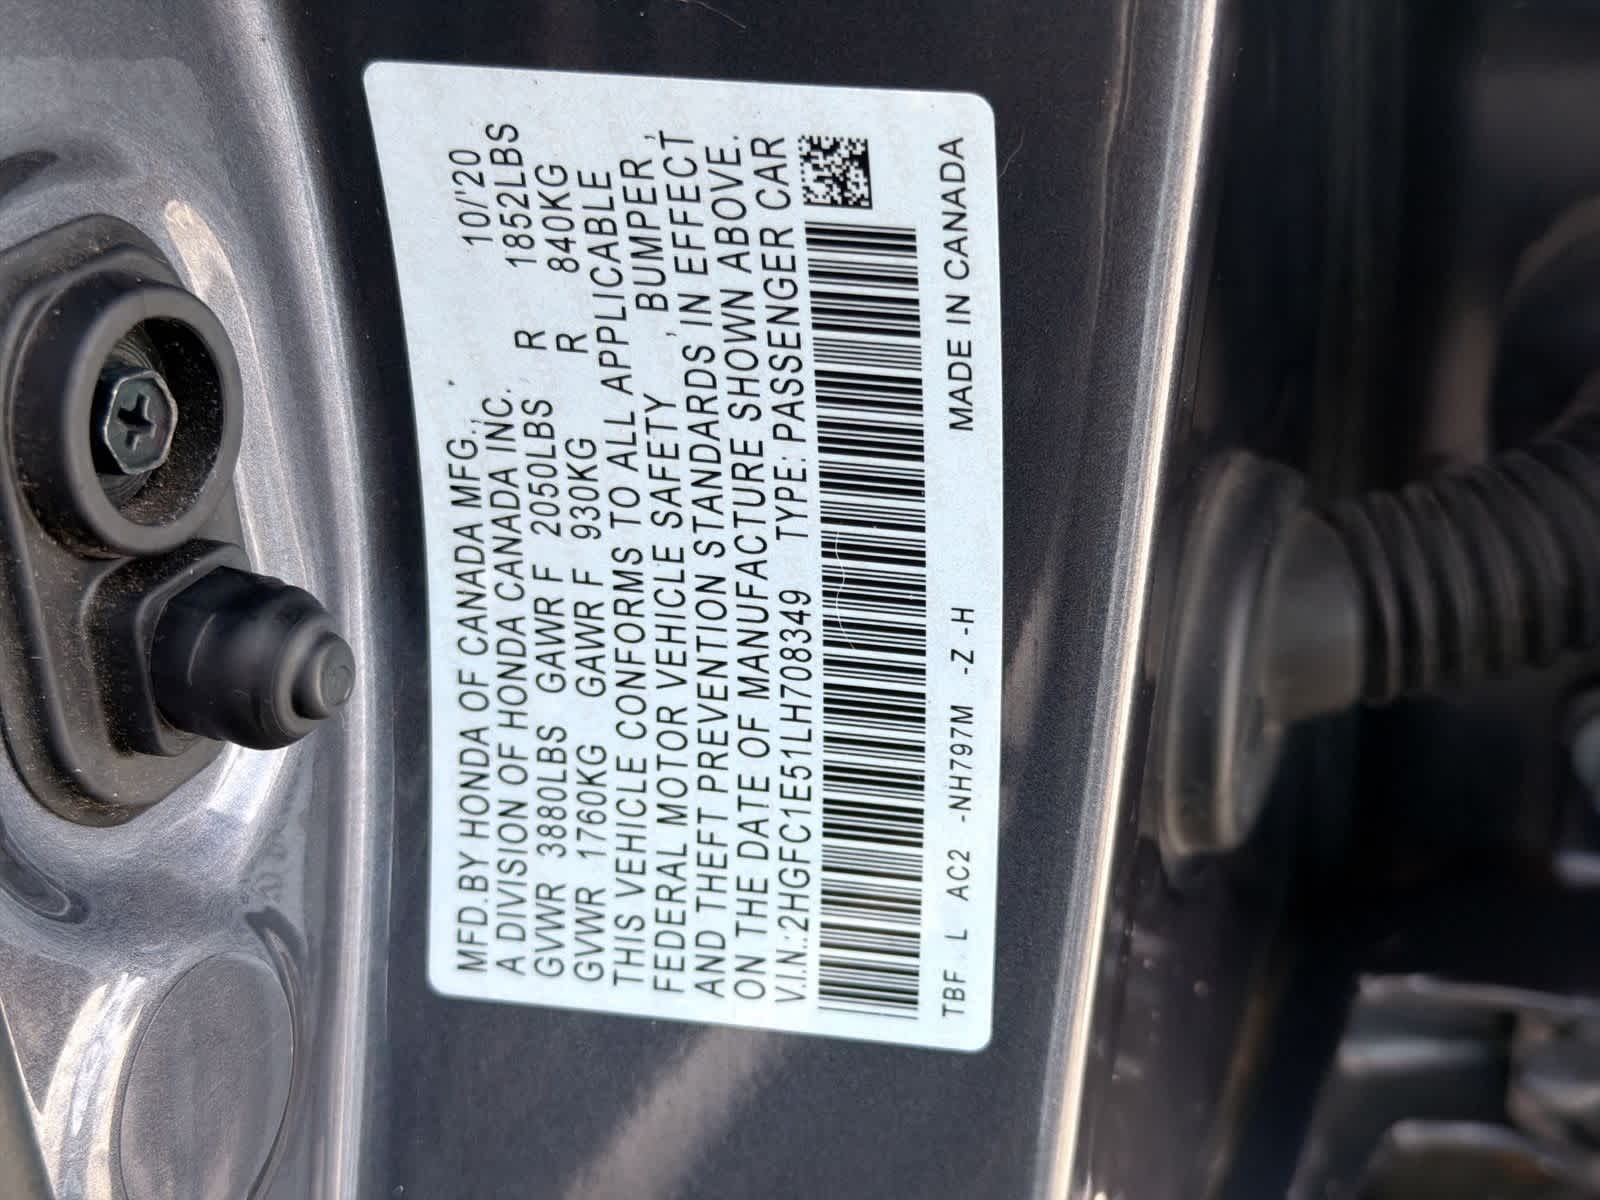 MFD.BY HONDA OF CANADA MFG., 10/'20
A DIVISION OF HONDA CANADA INC.
GVWR 3880LBS GAWR F 2050LBS R 1852LBS
GVWR 1760KG GAWR F 930KG R 840KG
THIS VEHICLE CONFORMS TO ALL APPLICABLE
FEDERAL MOTOR VEHICLE SAFETY , BUMPER ,
AND THEFT PREVENTION STANDARDS IN EFFECT
ON THE DATE OF MANUFACTURE SHOWN ABOVE.
V.I.N.:2HGFC1E51LH708349 TYPE: PASSENGER CAR
TBF L AC2 -NH797M -Z -H MADE IN CANADA